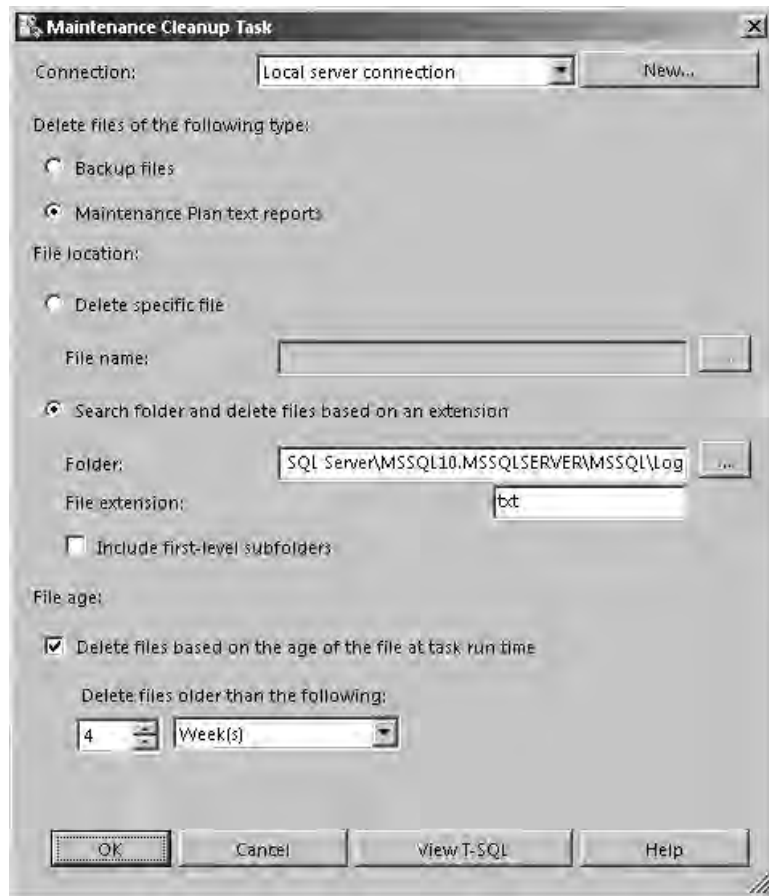 Maintenance Cleanup Task
Connection: Local server connection New...
Delete files of the following type:
Backup files
Maintenance Plan text reports
File location:
Delete specific file
File name: ...
Search folder and delete files based on an extension
Folder: SQL Server\MSSQL10.MSSQLSERVER\MSSQL\Log ...
File extension: txt
Include first-level subfolders
File age:
Delete files based on the age of the file at task run time
Delete files older than the following:
4 Week(s)
OK Cancel View T-SQL Help